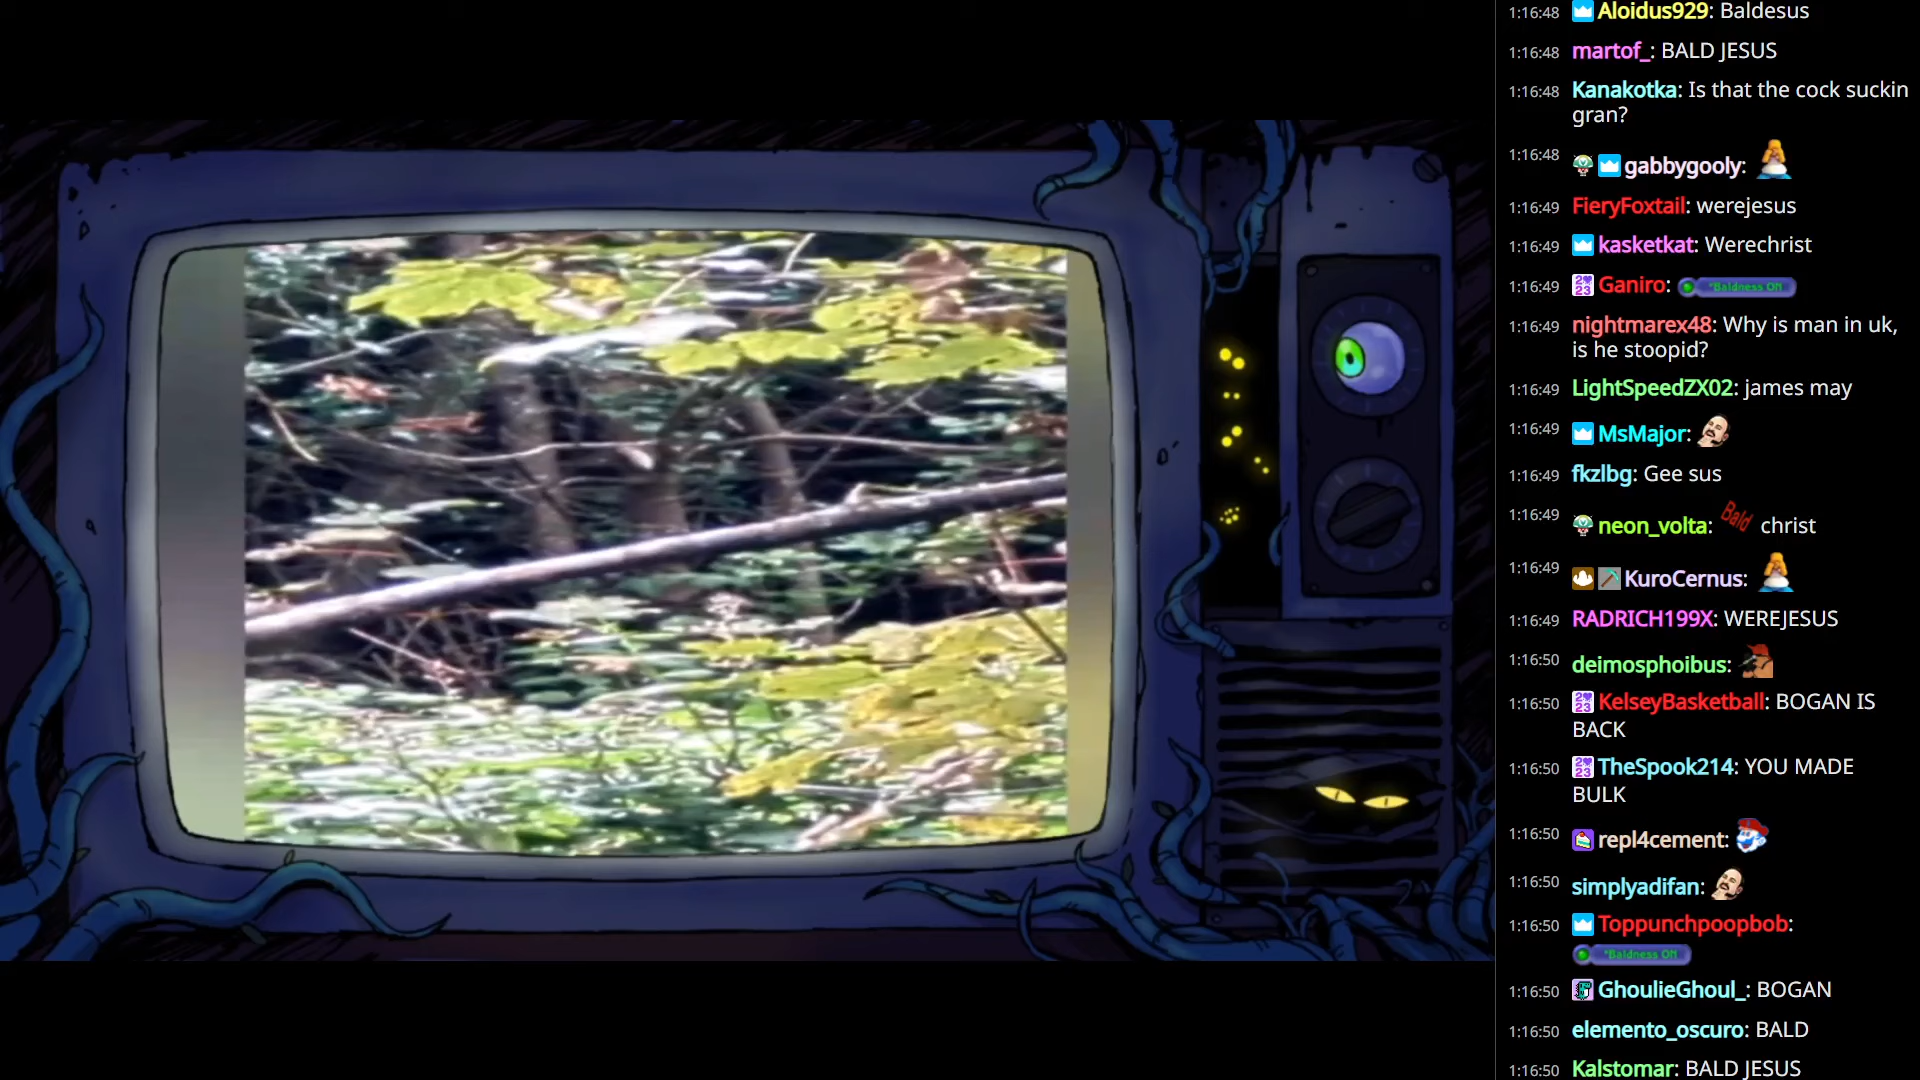 1:16:48 Aloidus929: Baldesus
1:16:48 martof_: BALD JESUS
1:16:48 Kanakotka: Is that the cock suckin
gran?
1:16:48 gabbygooly:
1:16:49 FieryFoxtail: werejesus
1:16:49 kasketkat: Werechrist
1:16:49 Ganiro: *Baldness ON
1:16:49 nightmarex48: Why is man in uk,
is he stoopid?
1:16:49 LightSpeedZX02: james may
1:16:49 MsMajor:
1:16:49 fkzlbg: Gee sus
1:16:49 neon_volta: Bald christ
1:16:49 KuroCernus:
1:16:49 RADRICH199X: WEREJESUS
1:16:50 deimosphoibus:
1:16:50 KelseyBasketball: BOGAN IS
BACK
1:16:50 TheSpook214: YOU MADE
BULK
1:16:50 repl4cement:
1:16:50 simplyadifan:
1:16:50 Toppunchpoopbob:
*Baldness ON
1:16:50 GhoulieGhoul_: BOGAN
1:16:50 elemento_oscuro: BALD
1:16:50 Kalstomar: BALD JESUS